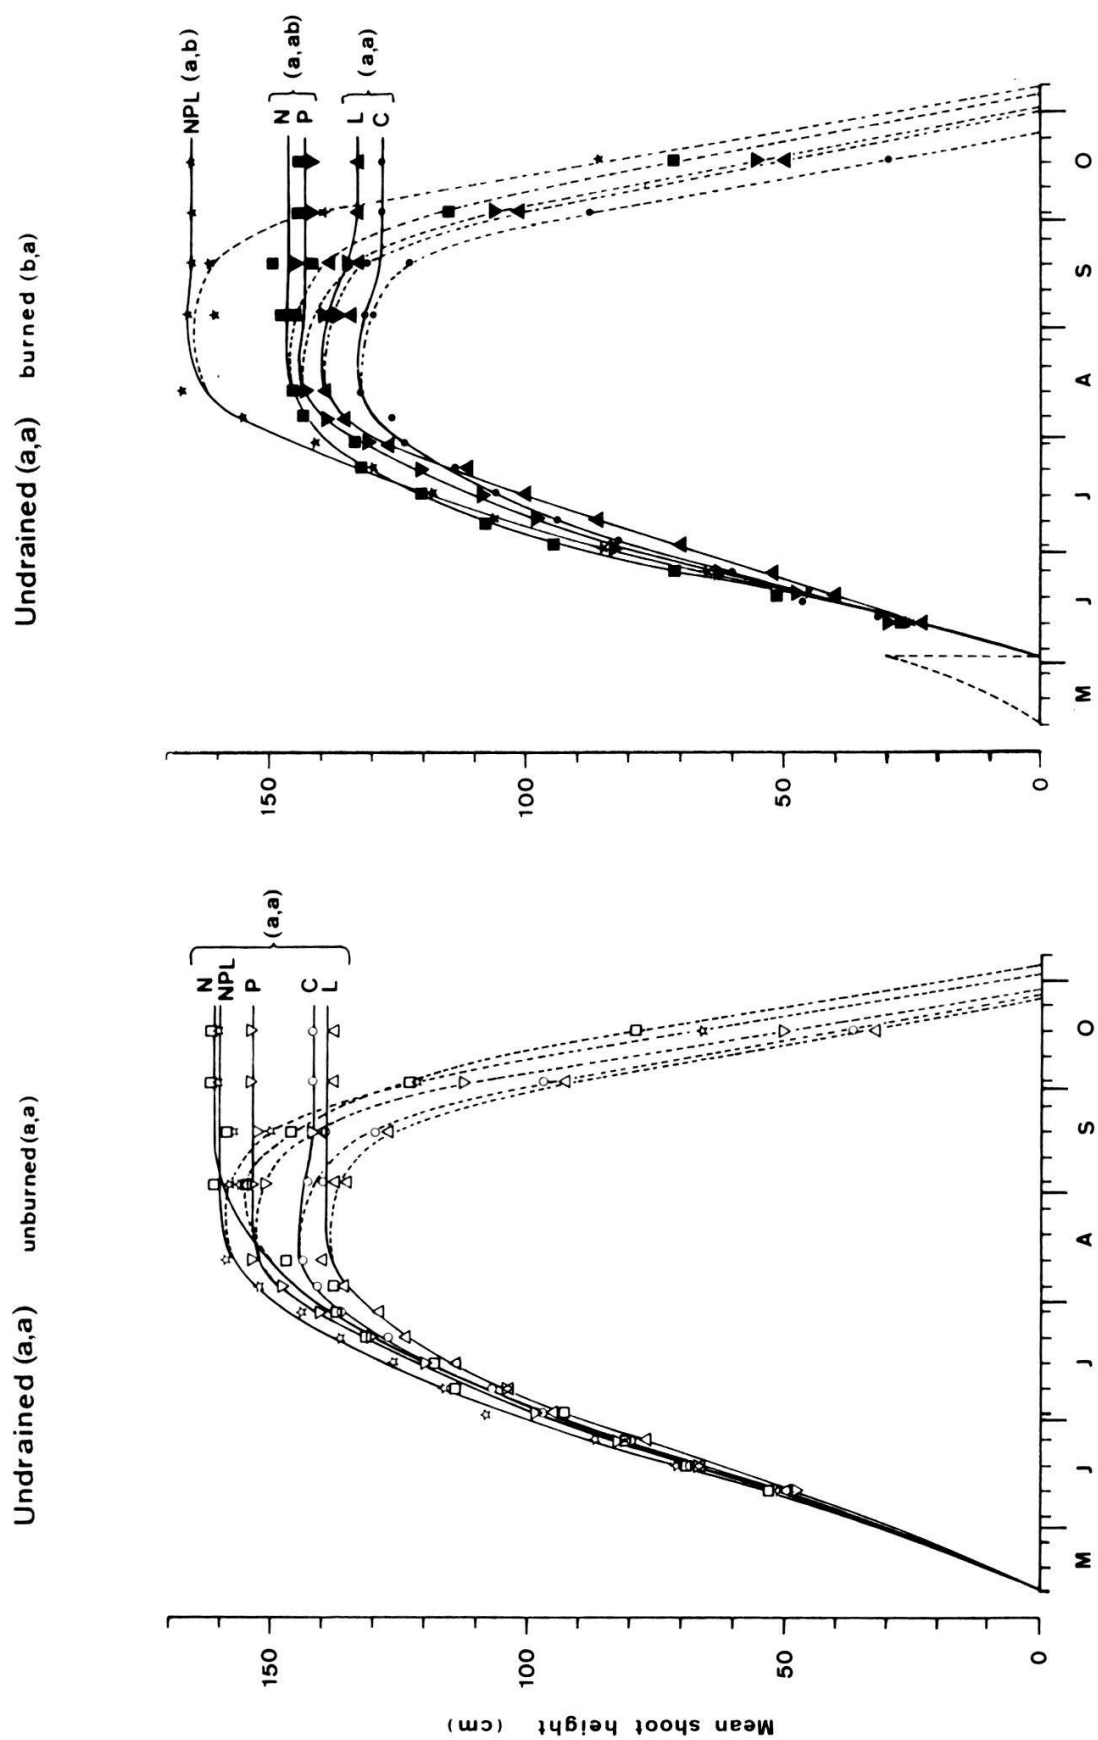 Undrained (a,a) unburned (a,a)
Undrained (a,a) burned (b,a)
Mean shoot height (cm)
150
100
50
0
N
NPL
P
C
L
(a,a)
M J J A S O
150
100
50
0
NPL (a,b)
N
P
(a,ab)
L
C
(a,a)
M J J A S O